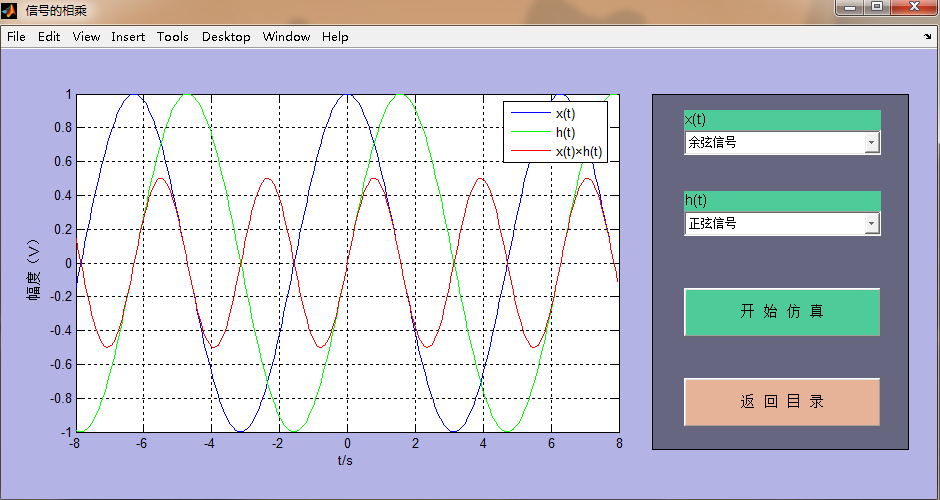 信号的相乘
File Edit View Insert Tools Desktop Window Help
幅度（V）
1
0.8
0.6
0.4
0.2
0
-0.2
-0.4
-0.6
-0.8
-1
-8 -6 -4 -2 0 2 4 6 8
t/s
x(t)
h(t)
x(t)×h(t)
x(t)
余弦信号
h(t)
正弦信号
开 始 仿 真
返 回 目 录